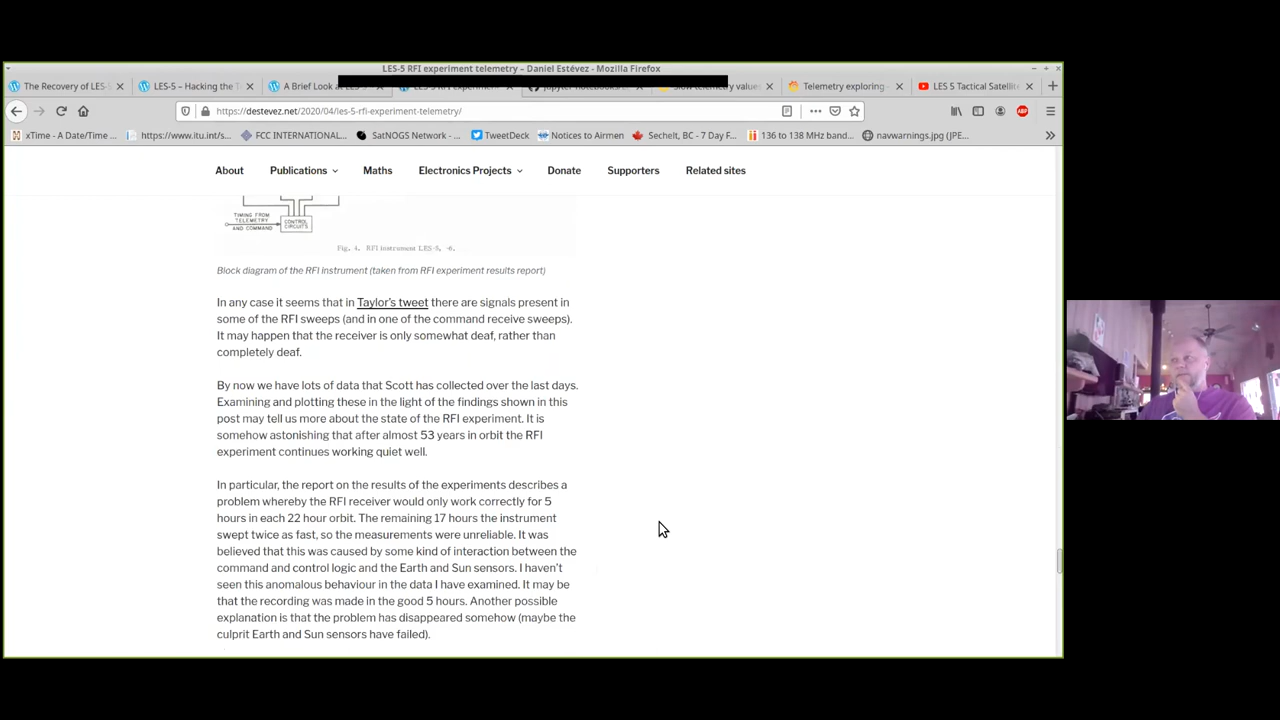 LES-5 RFI experiment telemetry – Daniel Estévez - Mozilla Firefox
The Recovery of LES-
LES-5 – Hacking the T
A Brief Look at
Telemetry exploring -
LES 5 Tactical Satellite
https://destevez.net/2020/04/les-5-rfi-experiment-telemetry/
xTime - A Date/Time ...
https://www.itu.int/s...
FCC INTERNATIONAL...
SatNOGS Network - ...
TweetDeck
Notices to Airmen
Sechelt, BC - 7 Day F...
136 to 138 MHz band...
navwarnings.jpg (JPE...
About
Publications
Maths
Electronics Projects
Donate
Supporters
Related sites
TIMING FROM
TELEMETRY
AND COMMAND
CONTROL
CIRCUITS
Fig. 4. RFI instrument LES-5, -6.
Block diagram of the RFI instrument (taken from RFI experiment results report)
In any case it seems that in Taylor's tweet there are signals present in
some of the RFI sweeps (and in one of the command receive sweeps).
It may happen that the receiver is only somewhat deaf, rather than
completely deaf.
By now we have lots of data that Scott has collected over the last days.
Examining and plotting these in the light of the findings shown in this
post may tell us more about the state of the RFI experiment. It is
somehow astonishing that after almost 53 years in orbit the RFI
experiment continues working quiet well.
In particular, the report on the results of the experiments describes a
problem whereby the RFI receiver would only work correctly for 5
hours in each 22 hour orbit. The remaining 17 hours the instrument
swept twice as fast, so the measurements were unreliable. It was
believed that this was caused by some kind of interaction between the
command and control logic and the Earth and Sun sensors. I haven't
seen this anomalous behaviour in the data I have examined. It may be
that the recording was made in the good 5 hours. Another possible
explanation is that the problem has disappeared somehow (maybe the
culprit Earth and Sun sensors have failed).